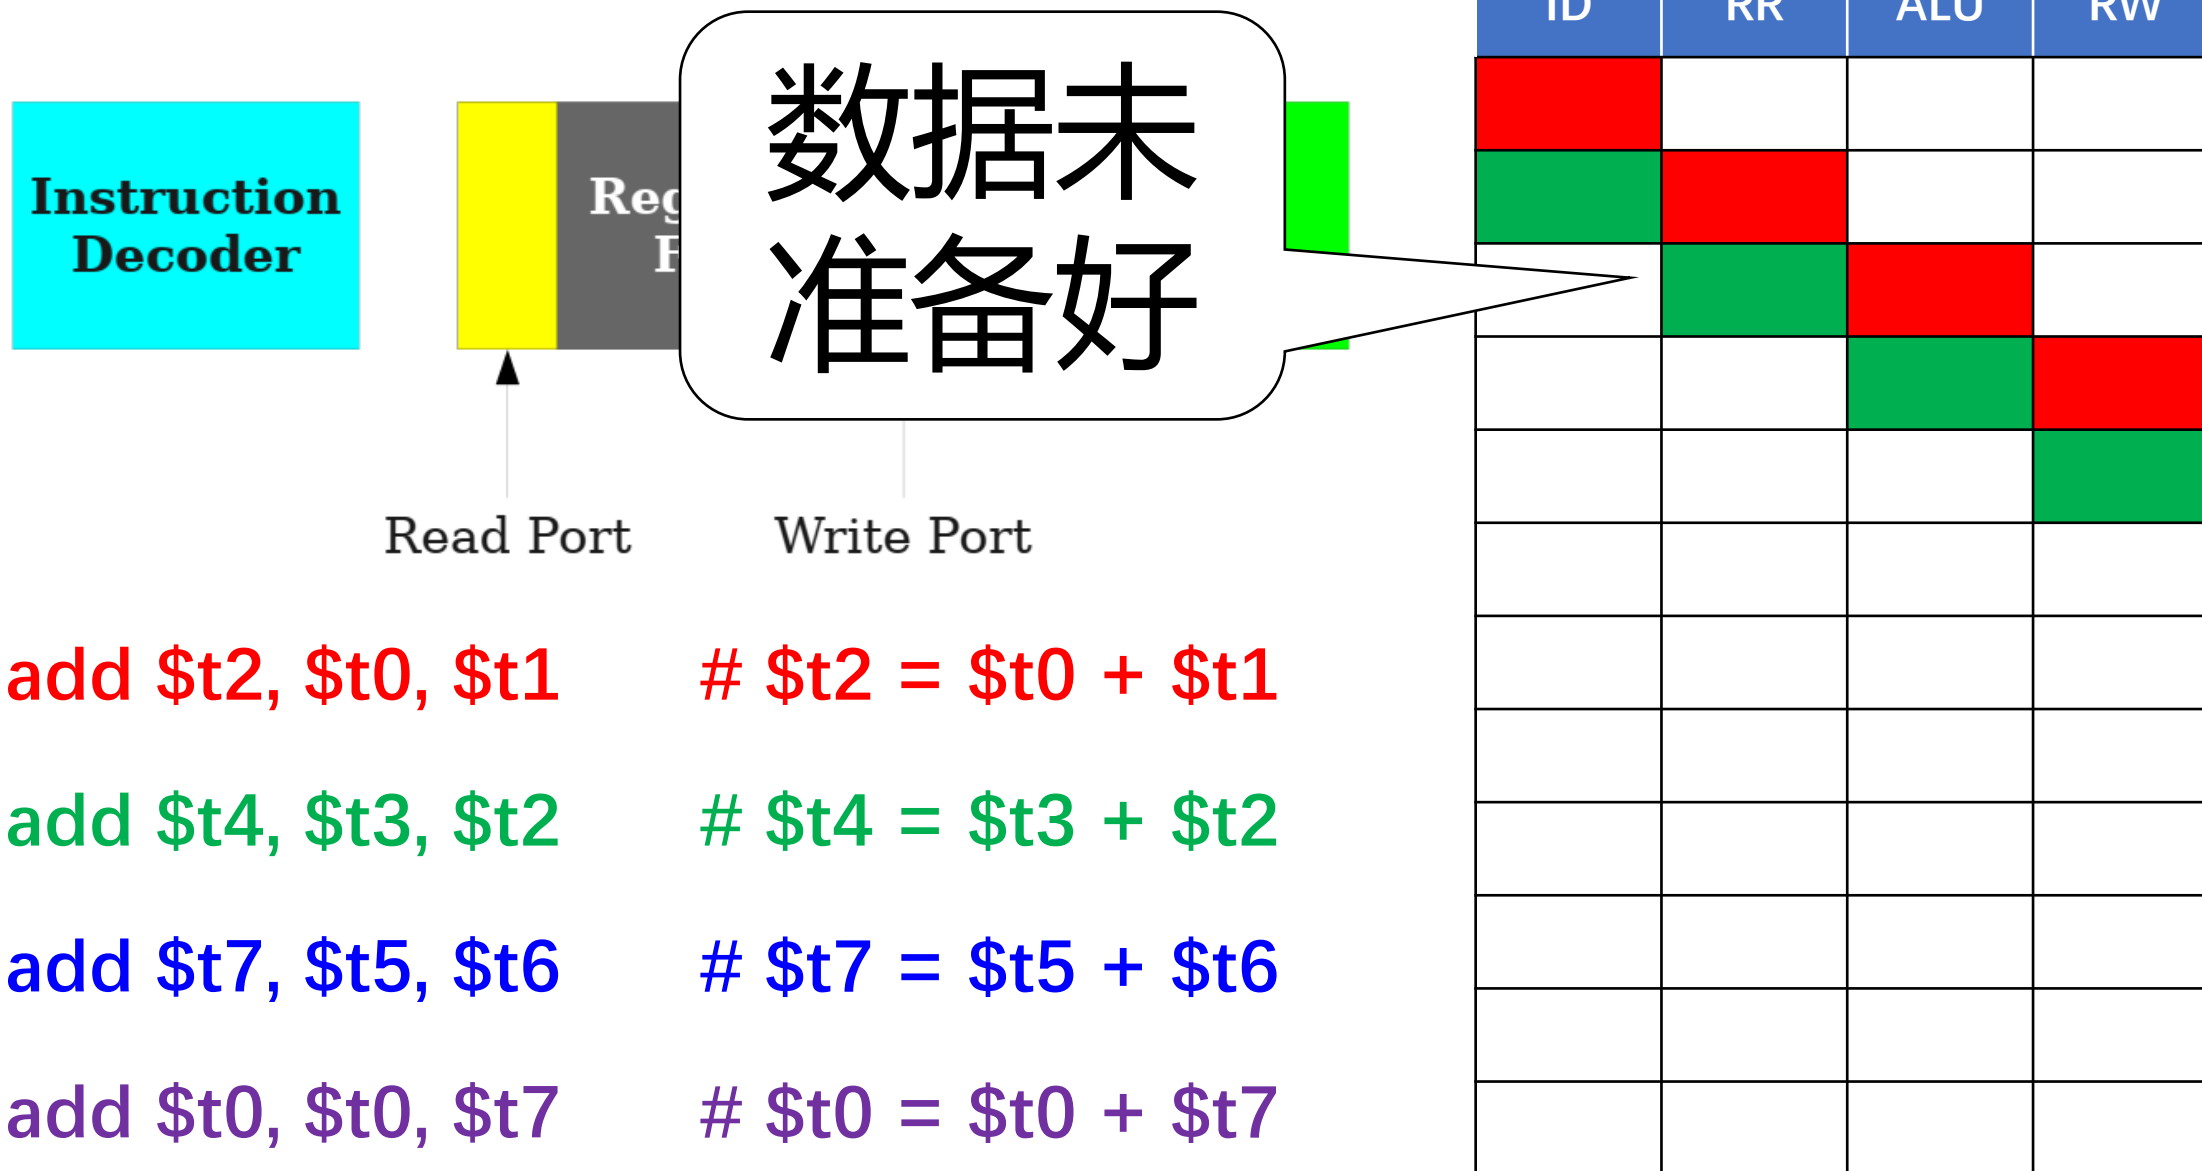 ID RR ALU RW
数据未
准备好
Instruction
Decoder
Read Port
Write Port
add $t2, $t0, $t1 # $t2 = $t0 + $t1
add $t4, $t3, $t2 # $t4 = $t3 + $t2
add $t7, $t5, $t6 # $t7 = $t5 + $t6
add $t0, $t0, $t7 # $t0 = $t0 + $t7